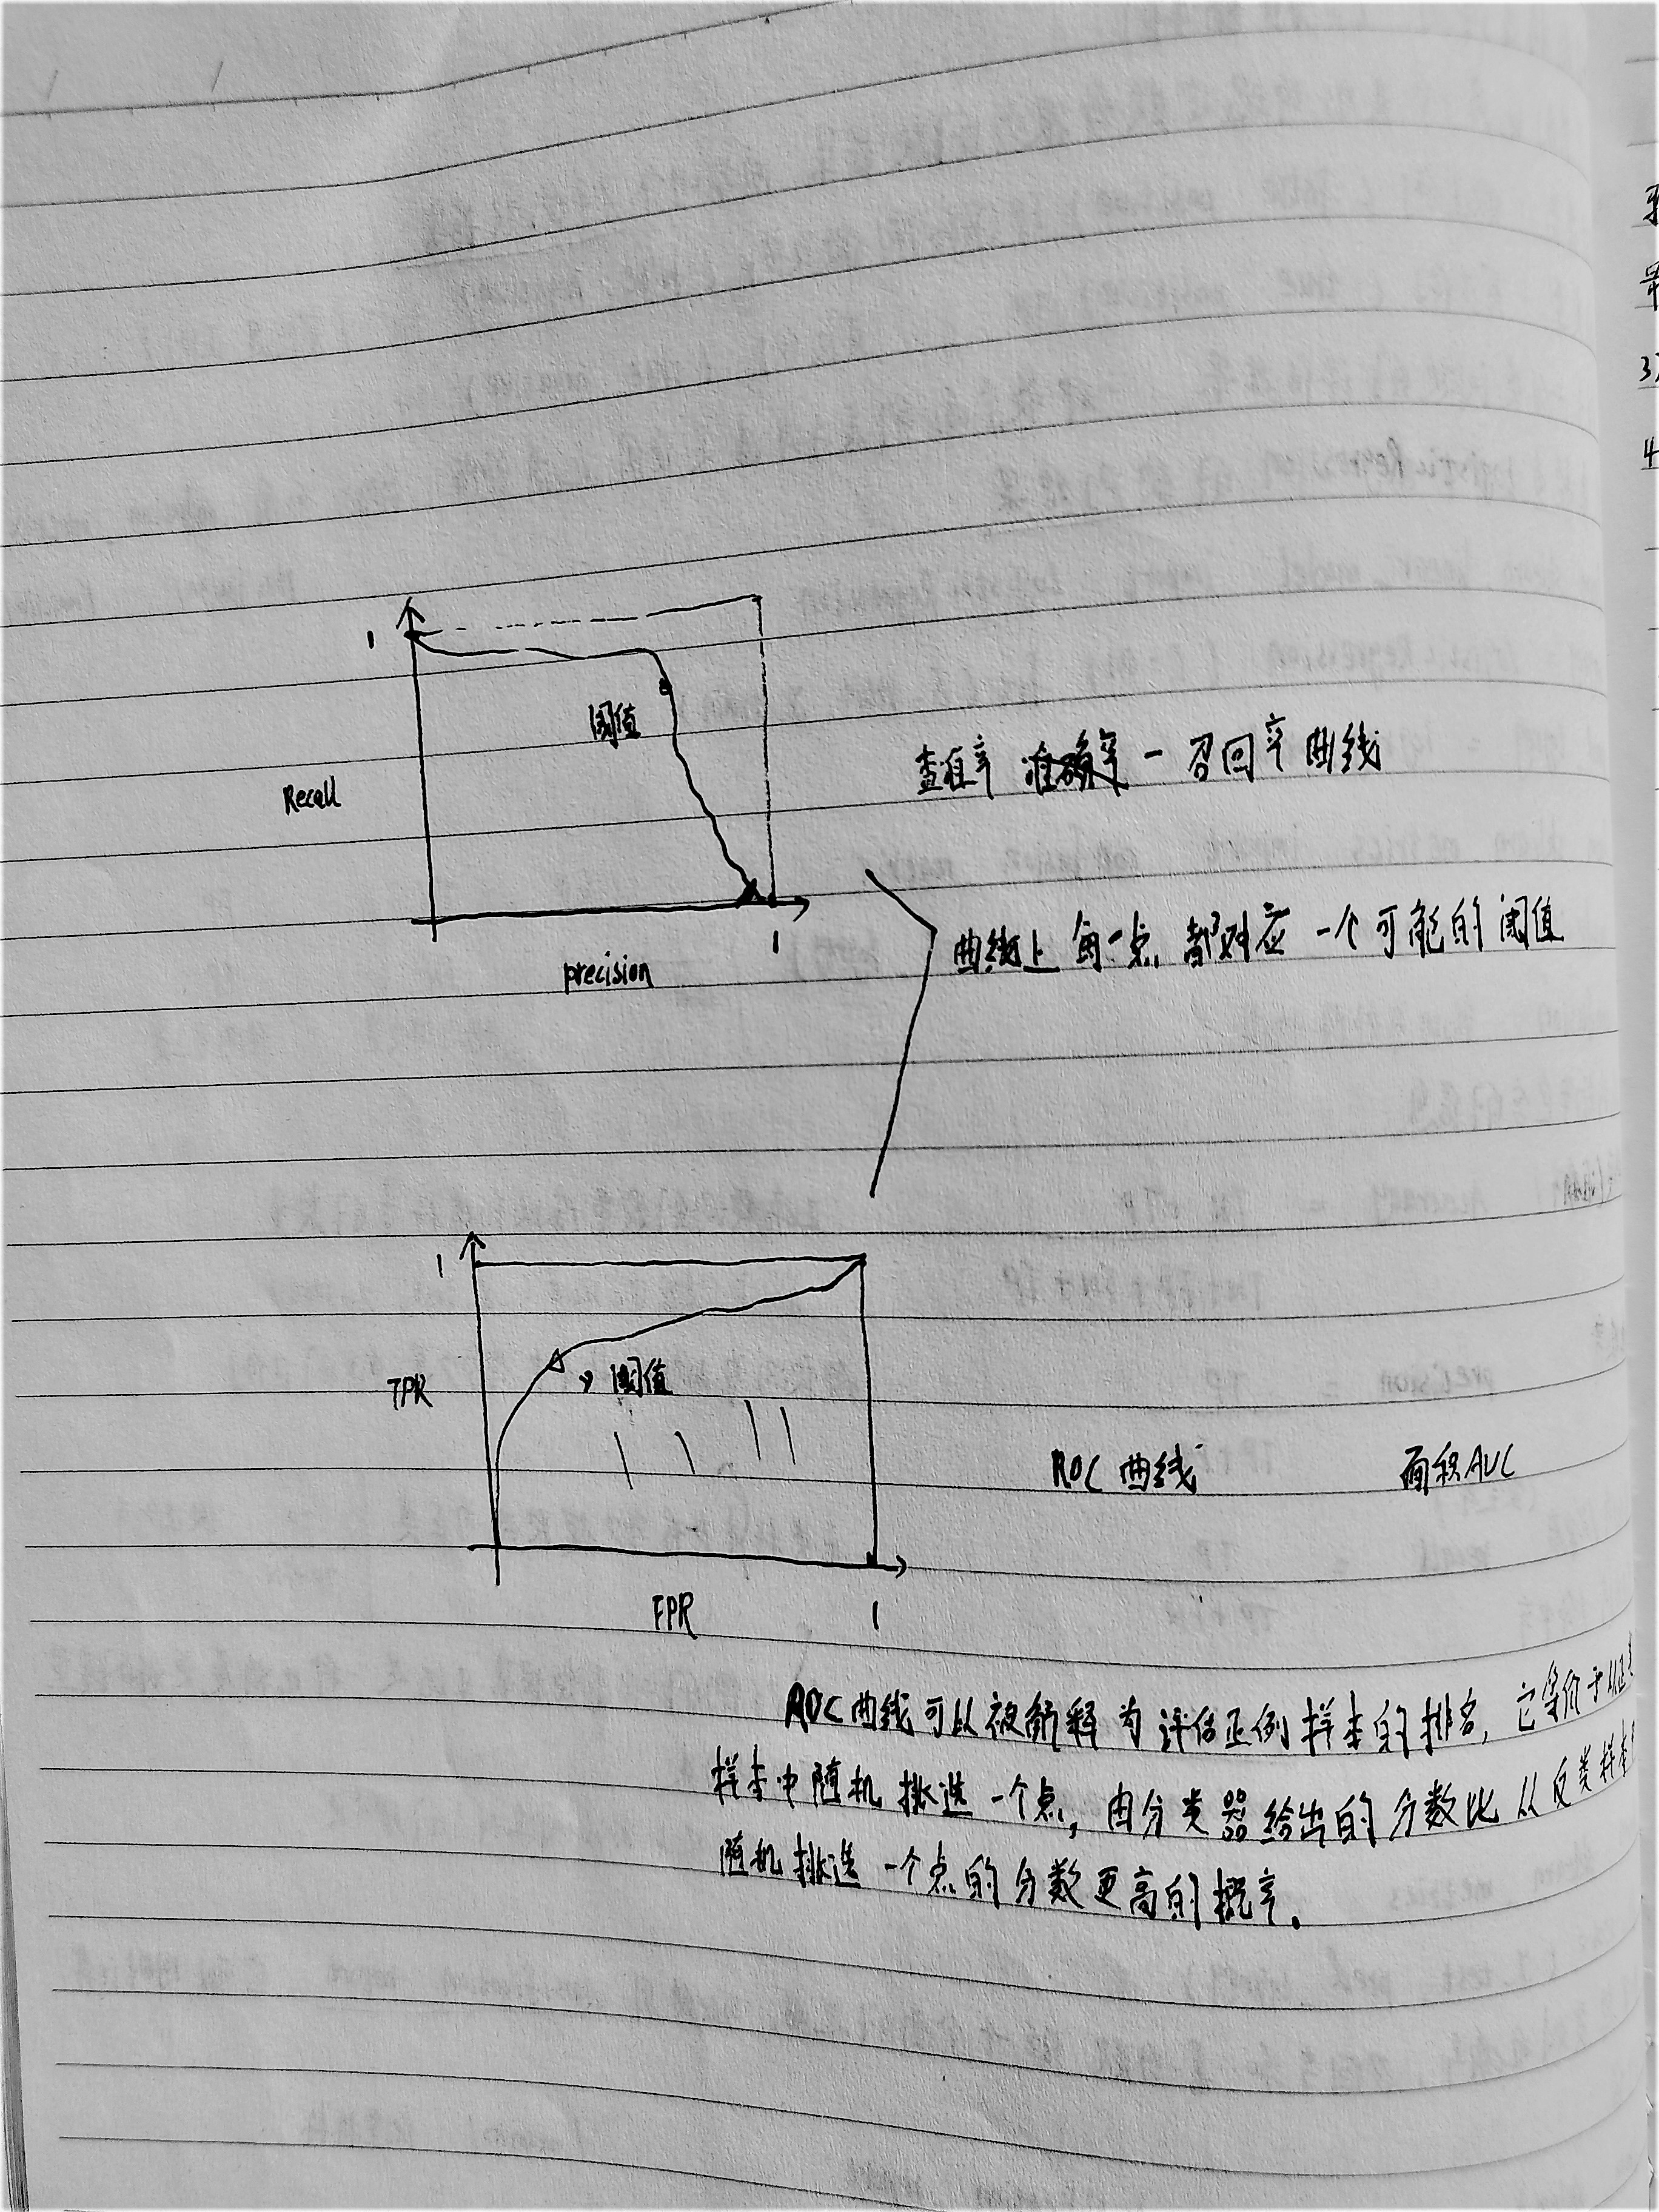 1
阈值
Recall
1
precision
查准率 准确率 - 召回率曲线
曲线上每一点都对应一个可能的阈值
1
TPR
阈值
FPR
1
ROC 曲线 面积AUC
ROC曲线可以被解释为评估正例样本的排名,它等价于从正
样本中随机挑选一个点,由分类器给出的分数比从反类样本
随机挑选一个点的分数更高的概率.
3)
4